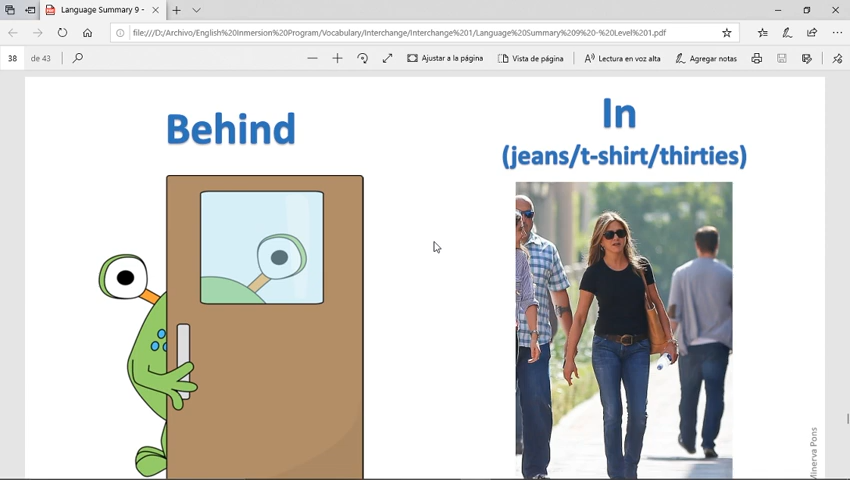 Language Summary 9 -
file:///D:/Archivo/English%20Inmersion%20Program/Vocabulary/Interchange/Interchange%201/Language%20Summary%209%20-%20Level%201.pdf
38 de 43
Ajustar a la página
Vista de página
Lectura en voz alta
Agregar notas
Behind
In
(jeans/t-shirt/thirties)
Minerva Pons